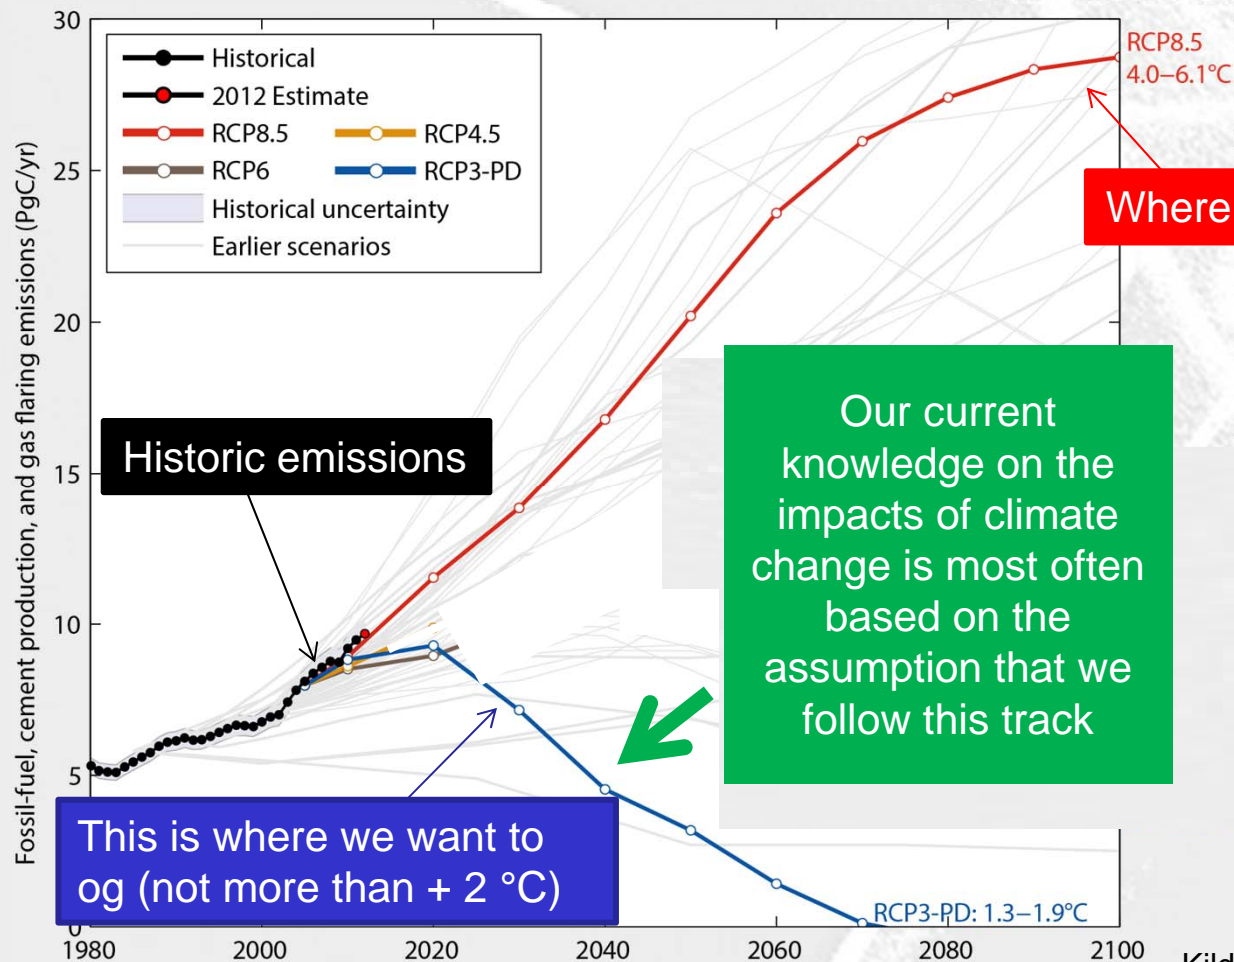 30
25
20
15
10
5
0
Fossil-fuel, cement production, and gas flaring emissions (PgC/yr)
Historical
2012 Estimate
RCP8.5 RCP4.5
RCP6 RCP3-PD
Historical uncertainty
Earlier scenarios
RCP8.5
4.0–6.1°C
Where
Historic emissions
Our current
knowledge on the
impacts of climate
change is most often
based on the
assumption that we
follow this track
This is where we want to
og (not more than + 2 °C)
RCP3-PD: 1.3–1.9°C
1980 2000 2020 2040 2060 2080 2100
Kild